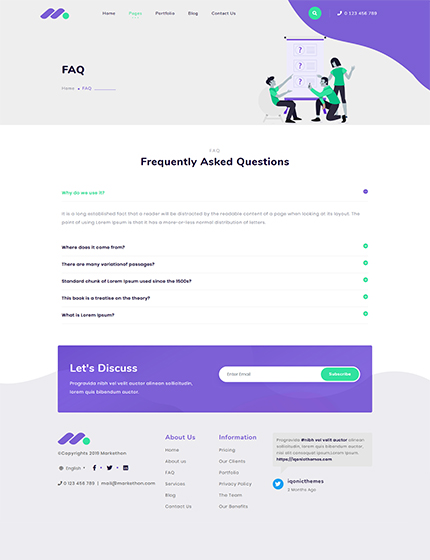 Home Pages Portfolio Blog Contact Us 0 123 456 789
FAQ
Home FAQ
? ?
FAQ
Frequently Asked Questions
Why do we use it?
It is a long established fact that a reader will be distracted by the readable content of a page when looking at its layout. The
point of using Lorem Ipsum is that it has a more-or-less normal distribution of letters.
Where does it come from?
There are many variationof passages?
Standard chunk of Lorem Ipsum used since the 1500s?
This book is a treatise on the theory?
What is Lorem Ipsum?
Let's Discuss
Progravida nibh vel velit auctor alinean sollicitudin,
lorem quis bibendum auctor.
Enter Email Subscribe
©Copyrights 2019 Markethon
English
0 123 456 789 | mail@markethon.com
About Us
Home
About us
FAQ
Services
Blog
Contact Us
Information
Pricing
Our Clients
Portfolio
Privacy Policy
The Team
Our Benefits
Progravida #nibh vel velit auctor alinean
sollicitudin, lorem quis bibendum auctor,
nisi elit consequat ipsum,Lorem Ipsum.
https://iqonicthemes.com
iqonicthemes
2 Months Ago